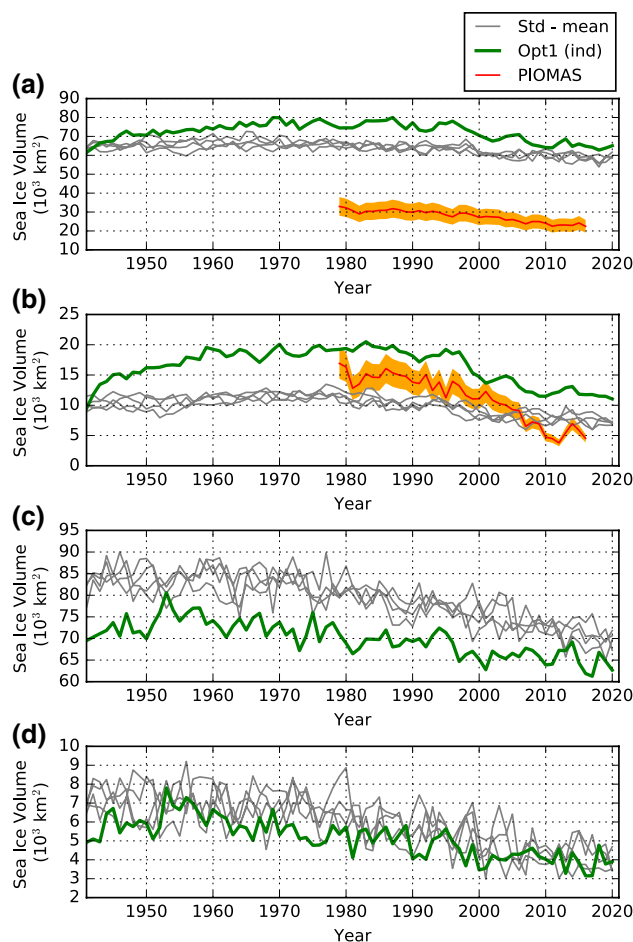 Std - mean
Opt1 (ind)
PIOMAS
(a)
90
80
70
60
50
40
30
20
10
Sea Ice Volume
(10³ km²)
1950 1960 1970 1980 1990 2000 2010 2020
Year
(b)
25
20
15
10
5
0
Sea Ice Volume
(10³ km²)
1950 1960 1970 1980 1990 2000 2010 2020
Year
(c)
95
90
85
80
75
70
65
60
Sea Ice Volume
(10³ km²)
1950 1960 1970 1980 1990 2000 2010 2020
Year
(d)
10
9
8
7
6
5
4
3
2
Sea Ice Volume
(10³ km²)
1950 1960 1970 1980 1990 2000 2010 2020
Year